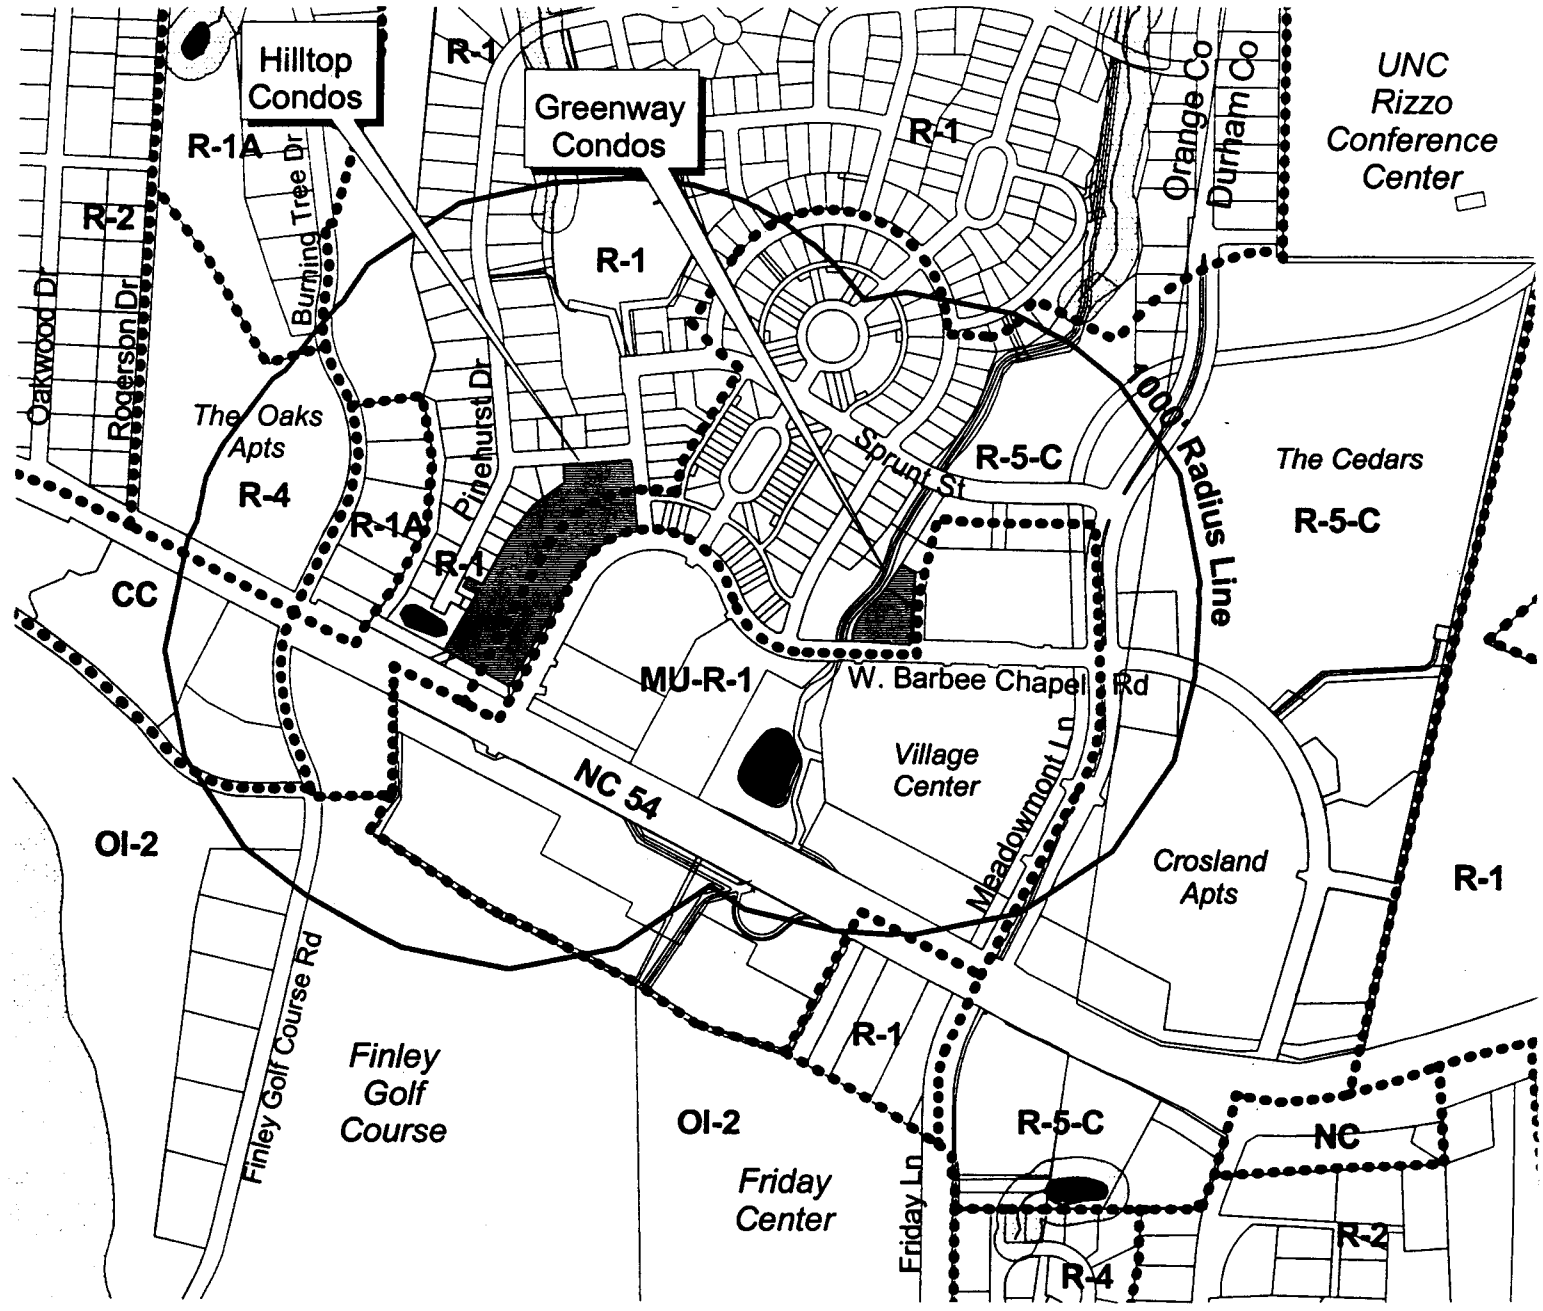 Hilltop
Condos
Greenway
Condos
R-1
R-1A
R-1
Orange Co
Durham Co
UNC
Rizzo
Conference
Center
R-2
Burning Tree Dr
R-1
Oakwood Dr
Rogerson Dr
The Oaks
Apts
R-4
Pinehurst Dr
R-1A
R-1
Sprunt St
R-5-C
1000' Radius Line
The Cedars
R-5-C
CC
MU-R-1
W. Barbee Chapel Rd
Village
Center
Meadowmont Ln
NC 54
OI-2
Crosland
Apts
R-1
Finley Golf Course Rd
Finley
Golf
Course
R-1
OI-2
Friday
Center
Friday Ln
R-5-C
NC
R-2
R-4